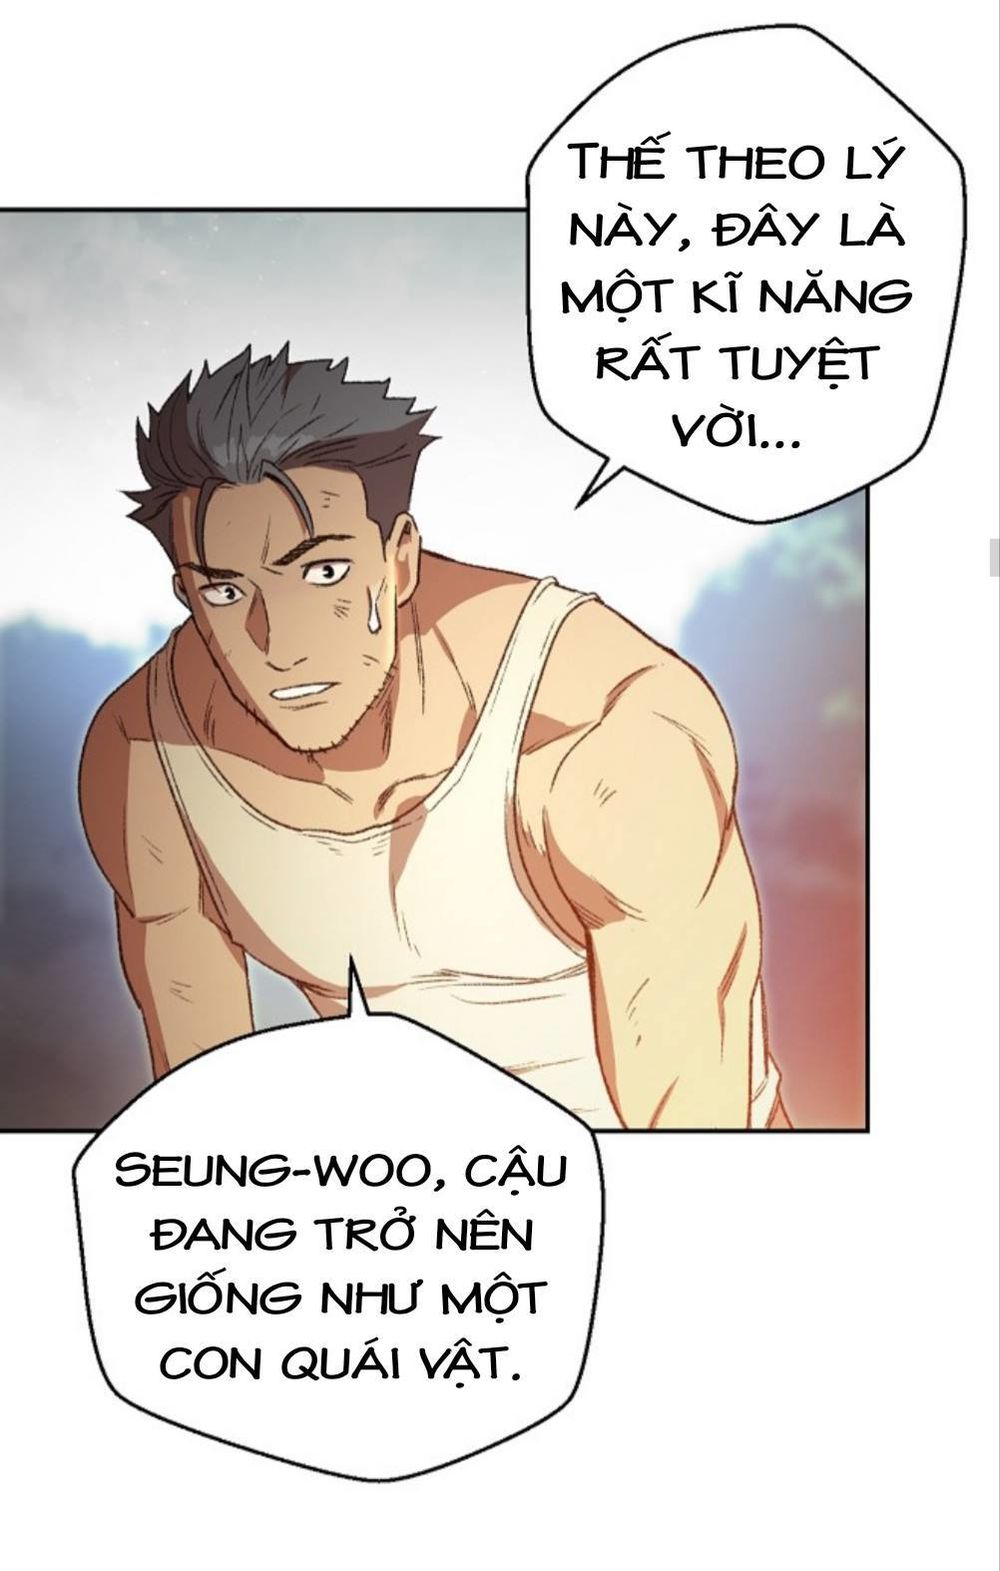 THẾ THEO LÝ
NÀY, ĐÂY LÀ
MỘT KĨ NĂNG
RẤT TUYỆT
VỜI...
SEUNG-WOO, CẬU
ĐANG TRỞ NÊN
GIỐNG NHƯ MỘT
CON QUÁI VẬT.